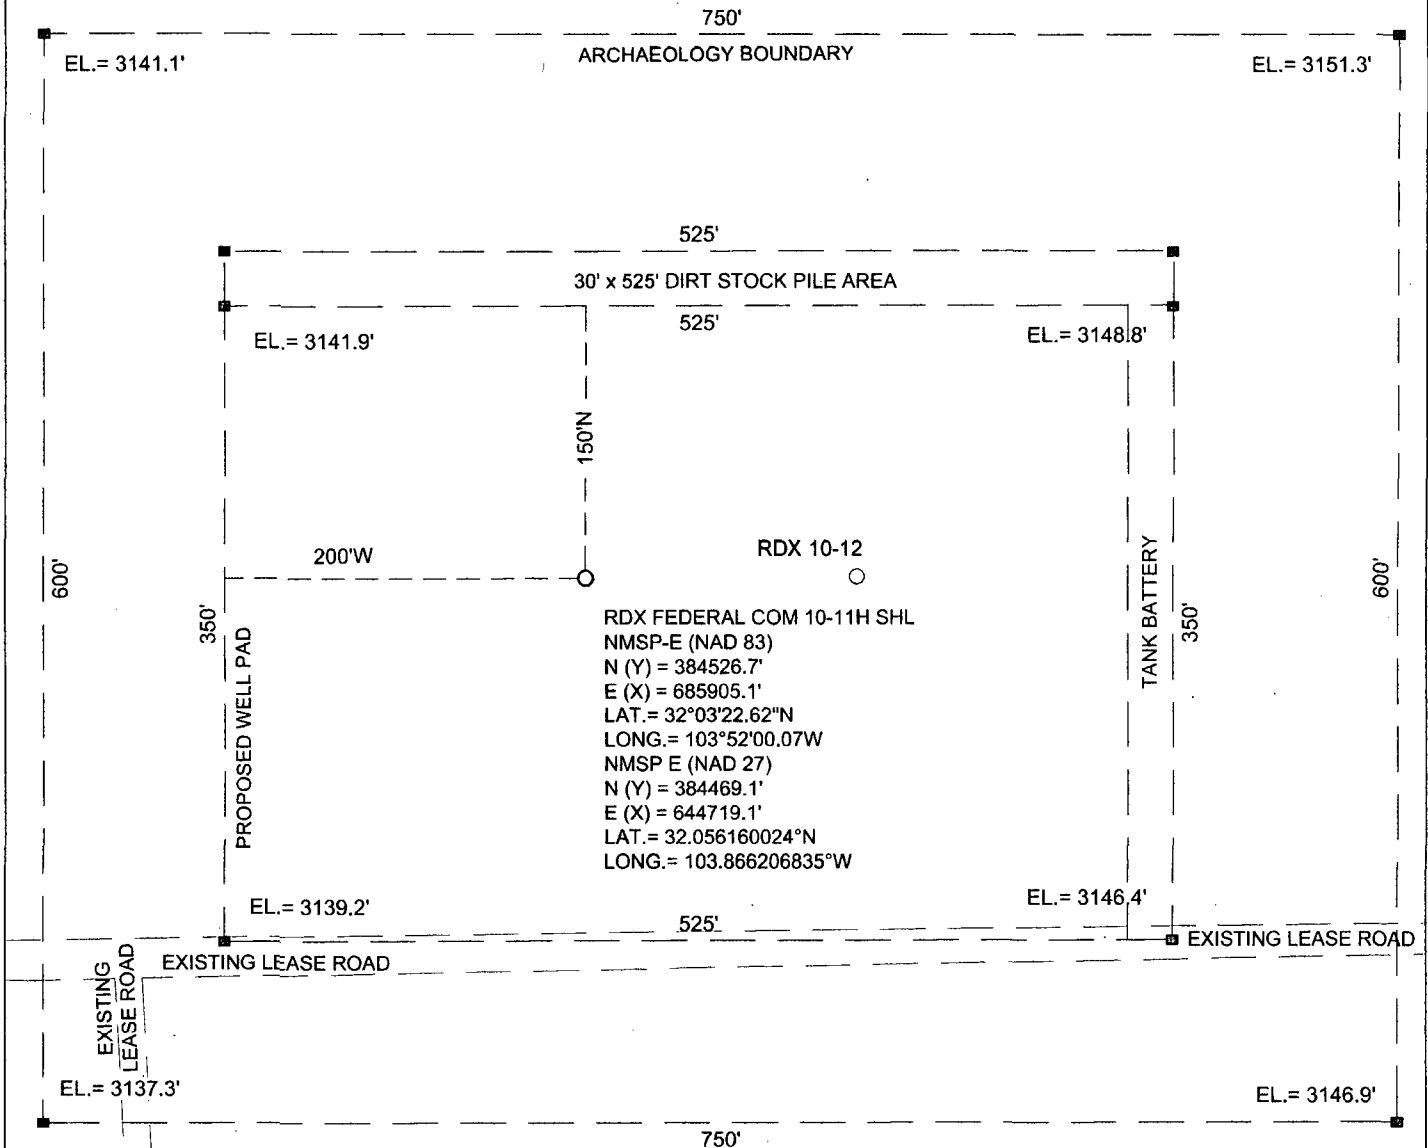 750'
ARCHAEOLOGY BOUNDARY
EL.= 3141.1'
EL.= 3151.3'
525'
30' x 525' DIRT STOCK PILE AREA
525'
EL.= 3141.9'
EL.= 3148.8'
150'N
200'W
RDX 10-12
600'
350'
PROPOSED WELL PAD
TANK BATTERY
350'
600'
RDX FEDERAL COM 10-11H SHL
NMSP-E (NAD 83)
N (Y) = 384526.7'
E (X) = 685905.1'
LAT.= 32°03'22.62"N
LONG.= 103°52'00.07W
NMSP E (NAD 27)
N (Y) = 384469.1'
E (X) = 644719.1'
LAT.= 32.056160024°N
LONG.= 103.866206835°W
EL.= 3139.2'
EL.= 3146.4'
525'
EXISTING LEASE ROAD
EXISTING LEASE ROAD
EXISTING
LEASE ROAD
EL.= 3137.3'
EL.= 3146.9'
750'